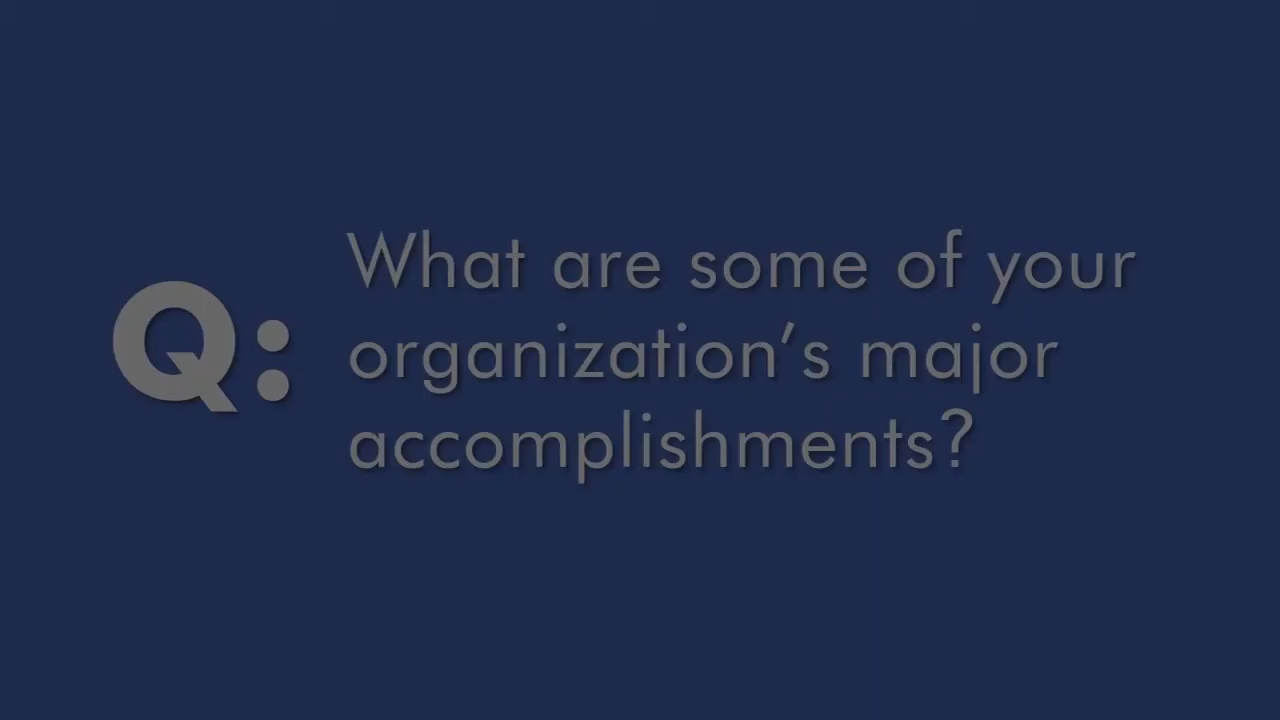 Q:
What are some of your
organization’s major
accomplishments?